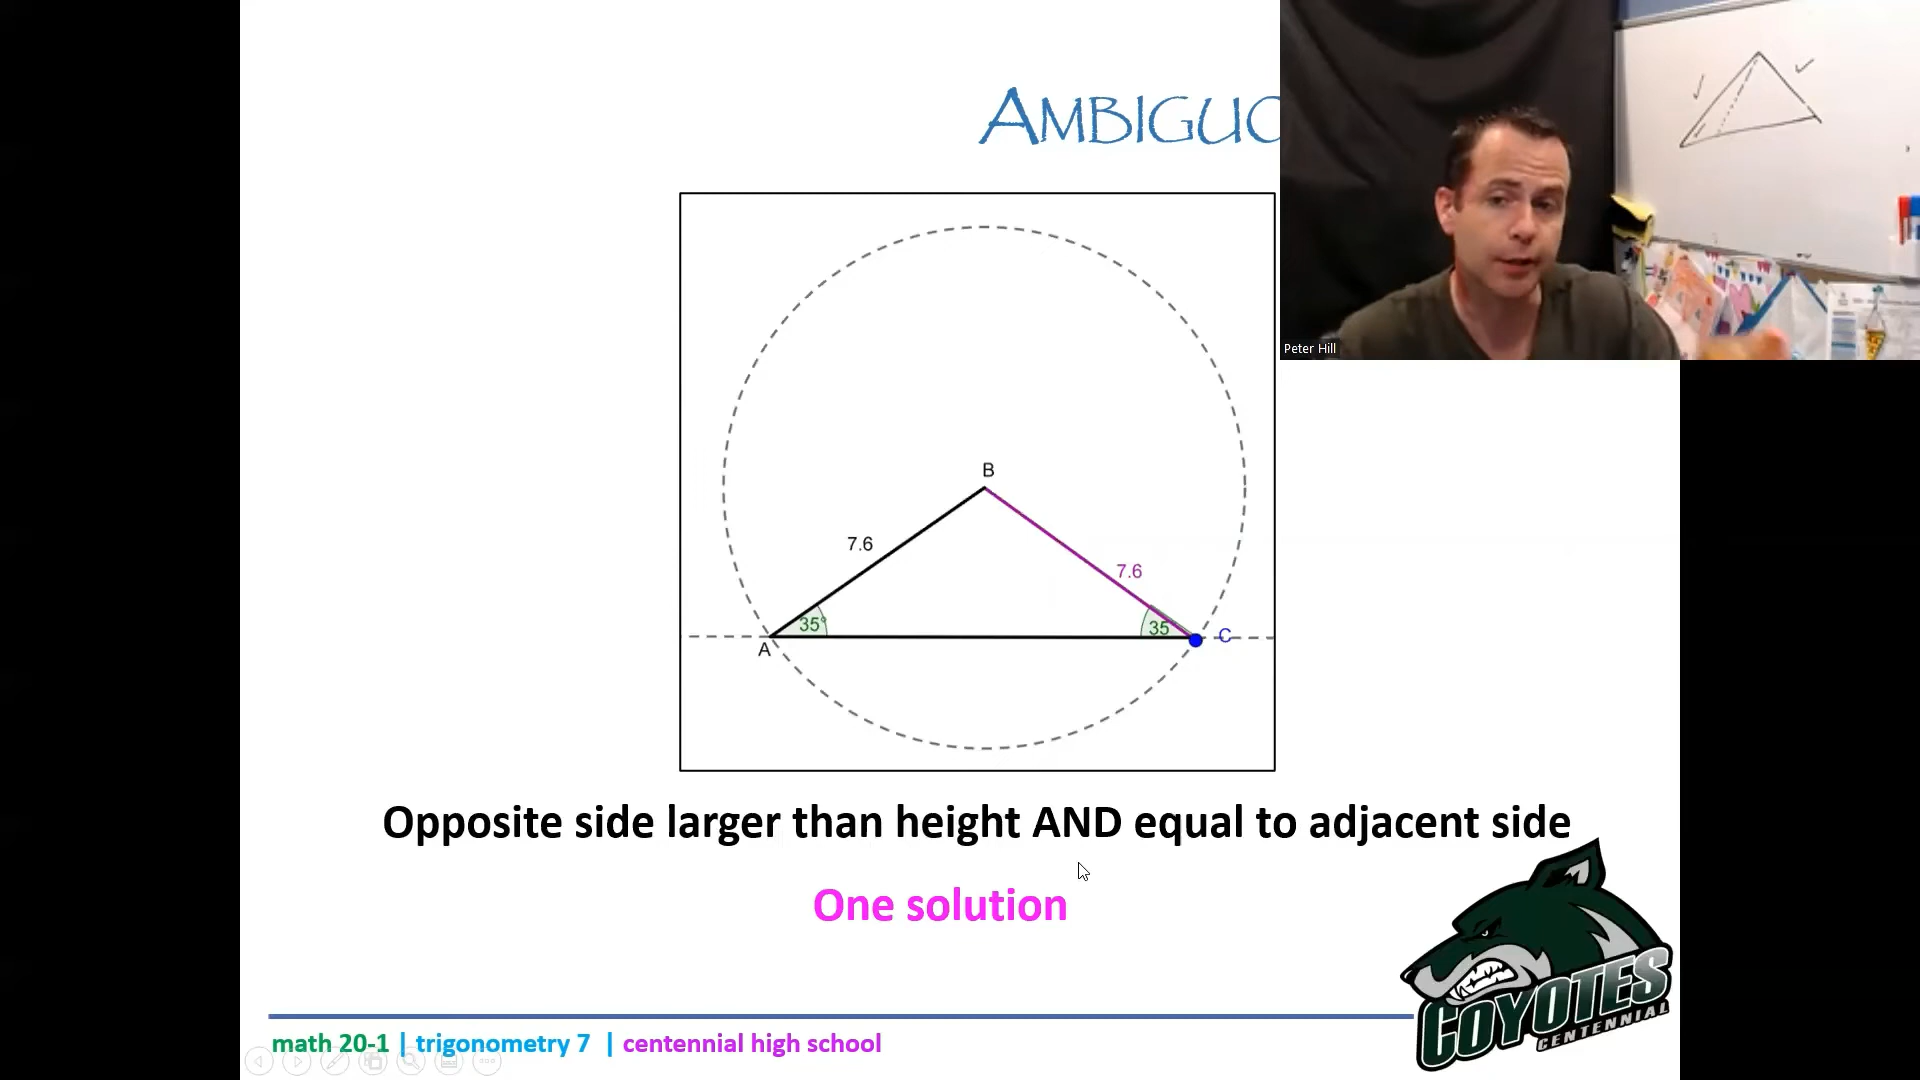 AMBIGUO
Peter Hill
B
7.6
7.6
35°
35
A
C
Opposite side larger than height AND equal to adjacent side
One solution
COYOTES
CENTENNIAL
math 20-1 | trigonometry 7 | centennial high school